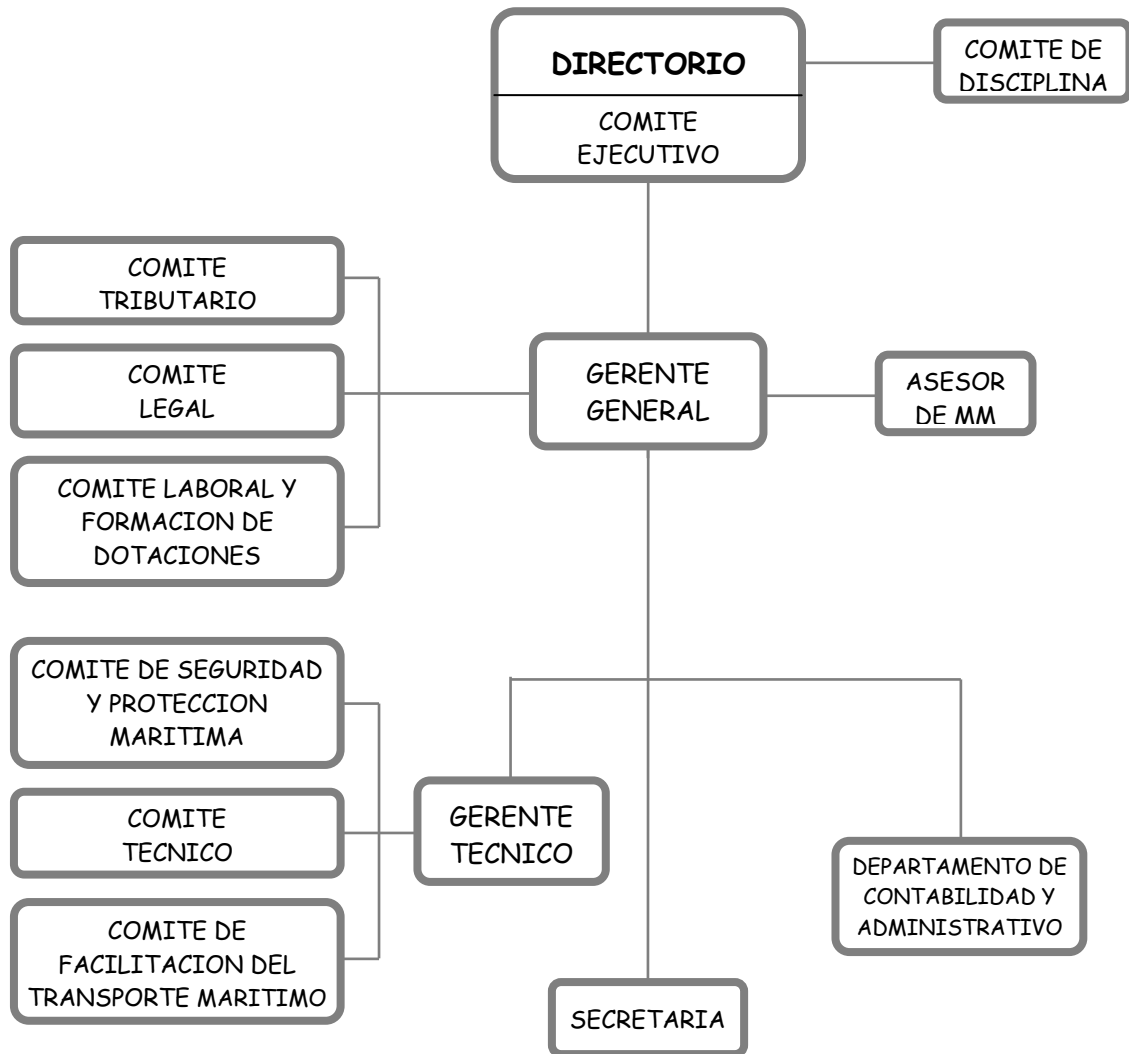 DIRECTORIO
COMITE
EJECUTIVO
COMITE DE
DISCIPLINA
COMITE
TRIBUTARIO
COMITE
LEGAL
COMITE LABORAL Y
FORMACION DE
DOTACIONES
GERENTE
GENERAL
ASESOR
DE MM
COMITE DE SEGURIDAD
Y PROTECCION
MARITIMA
COMITE
TECNICO
COMITE DE
FACILITACION DEL
TRANSPORTE MARITIMO
GERENTE
TECNICO
DEPARTAMENTO DE
CONTABILIDAD Y
ADMINISTRATIVO
SECRETARIA